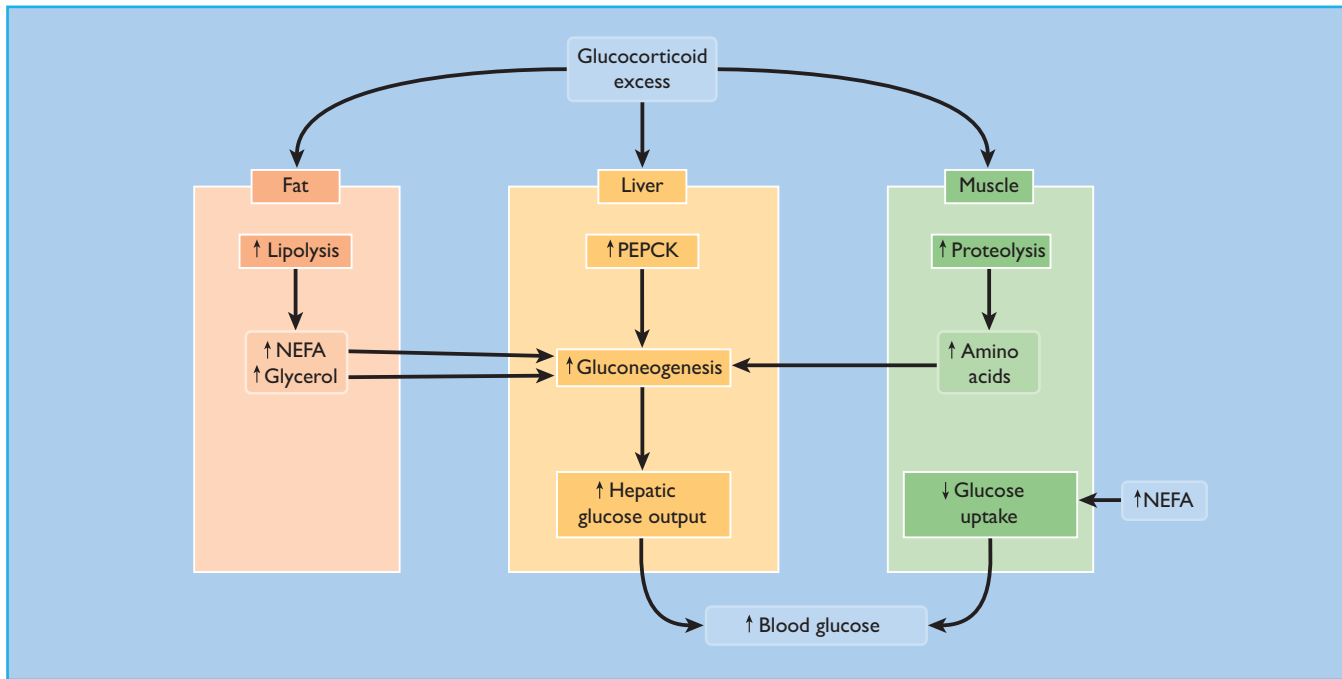 Glucocorticoid
excess
Fat
Liver
Muscle
↑ Lipolysis
↑ PEPCK
↑ Proteolysis
↑ NEFA
↑ Glycerol
↑ Gluconeogenesis
↑ Amino
acids
↑ Hepatic
glucose output
↓ Glucose
uptake
↑NEFA
↑ Blood glucose